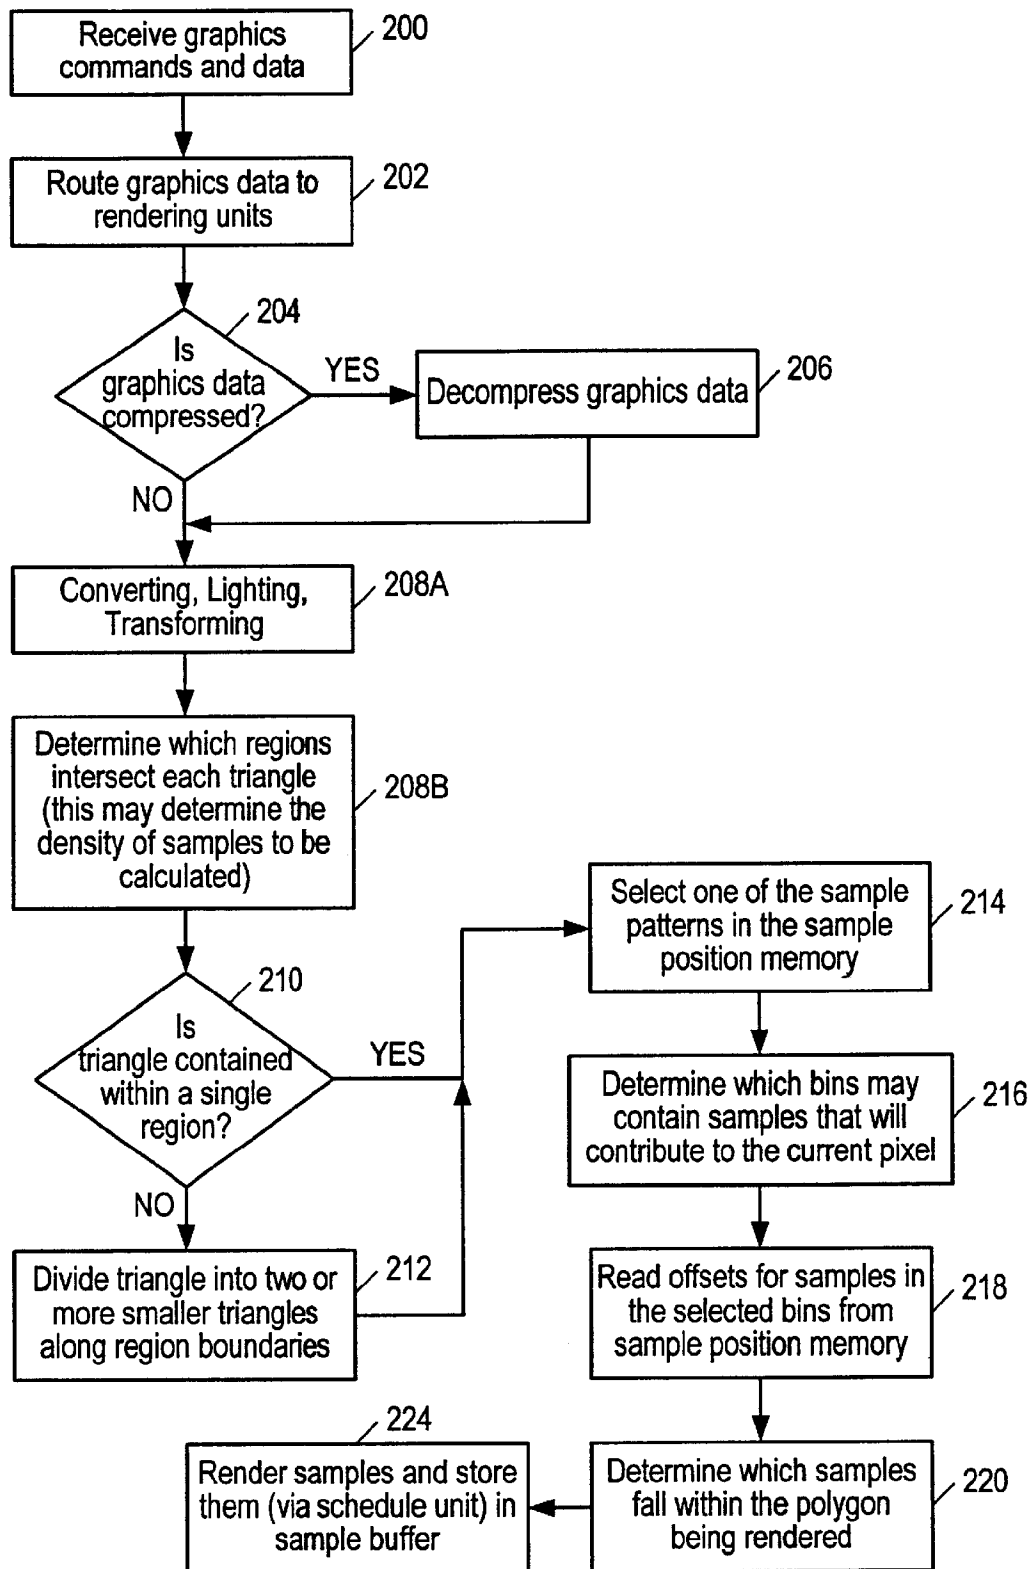 Receive graphics
commands and data
200
Route graphics data to
rendering units
202
204
Is
graphics data
compressed?
YES
Decompress graphics data
206
NO
Converting, Lighting,
Transforming
208A
Determine which regions
intersect each triangle
(this may determine the
density of samples to be
calculated)
208B
210
Is
triangle contained
within a single
region?
YES
NO
Divide triangle into two or
more smaller triangles
along region boundaries
212
Select one of the sample
patterns in the sample
position memory
214
Determine which bins may
contain samples that will
contribute to the current pixel
216
Read offsets for samples in
the selected bins from
sample position memory
218
Determine which samples
fall within the polygon
being rendered
220
224
Render samples and store
them (via schedule unit) in
sample buffer